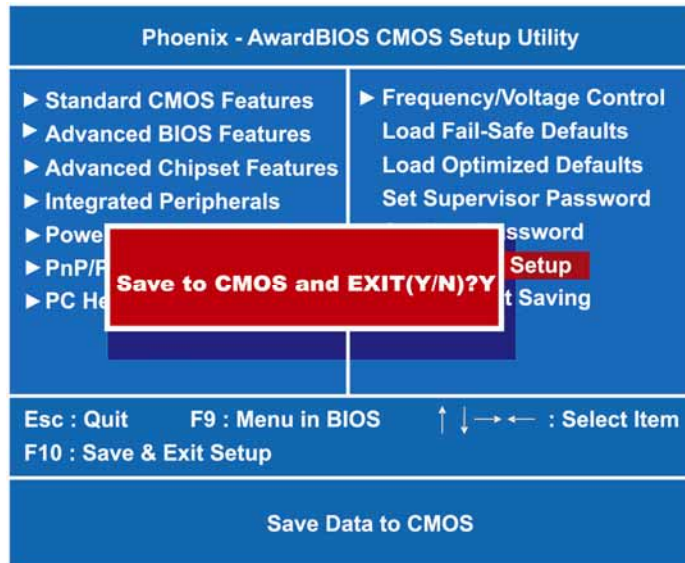 Phoenix - AwardBIOS CMOS Setup Utility
► Standard CMOS Features
► Advanced BIOS Features
► Advanced Chipset Features
► Integrated Peripherals
► Powe
► PnP/P
► PC He
► Frequency/Voltage Control
Load Fail-Safe Defaults
Load Optimized Defaults
Set Supervisor Password
ssword
Setup
t Saving
Save to CMOS and EXIT(Y/N)?Y
Esc : Quit F9 : Menu in BIOS ↑ ↓ → ← : Select Item
F10 : Save & Exit Setup
Save Data to CMOS